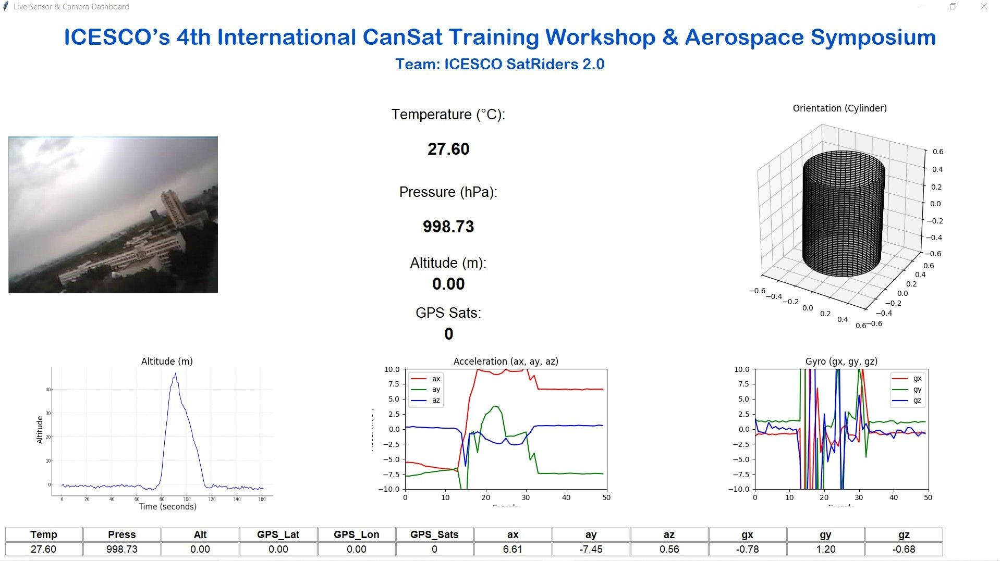 Live Sensor & Camera Dashboard
ICESCO’s 4th International CanSat Training Workshop & Aerospace Symposium
Team: ICESCO SatRiders 2.0
Temperature (°C):
27.60
Pressure (hPa):
998.73
Altitude (m):
0.00
GPS Sats:
0
Orientation (Cylinder)
0.6
0.4
0.2
0.0
−0.2
−0.4
−0.6
−0.6
−0.4
−0.2
0.0
0.2
0.4
0.6
0.6
0.4
0.2
0.0
−0.2
−0.4
−0.6
Altitude (m)
Altitude
40
30
20
10
0
0 20 40 60 80 100 120 140 160
Time (seconds)
Acceleration (ax, ay, az)
10.0
7.5
5.0
2.5
0.0
−2.5
−5.0
−7.5
−10.0
ax
ay
az
0 10 20 30 40 50
Gyro (gx, gy, gz)
10.0
7.5
5.0
2.5
0.0
−2.5
−5.0
−7.5
−10.0
gx
gy
gz
0 10 20 30 40 50
Temp Press Alt GPS_Lat GPS_Lon GPS_Sats ax ay az gx gy gz
27.60 998.73 0.00 0.00 0.00 0 6.61 -7.45 0.56 -0.78 1.20 -0.68